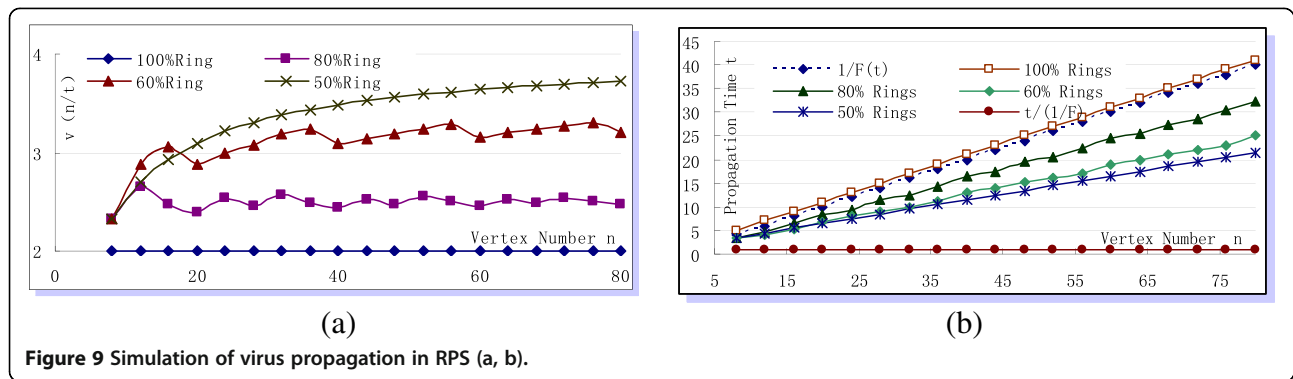 4
3
2
v (n/t)
100%Ring
80%Ring
60%Ring
50%Ring
Vertex Number n
0
20
40
60
80
(a)
45
40
35
30
25
20
15
10
5
0
Propagation Time t
1/F(t)
100% Rings
80% Rings
60% Rings
50% Rings
t/(1/F)
Vertex Number n
5
15
25
35
45
55
65
75
(b)
Figure 9 Simulation of virus propagation in RPS (a, b).